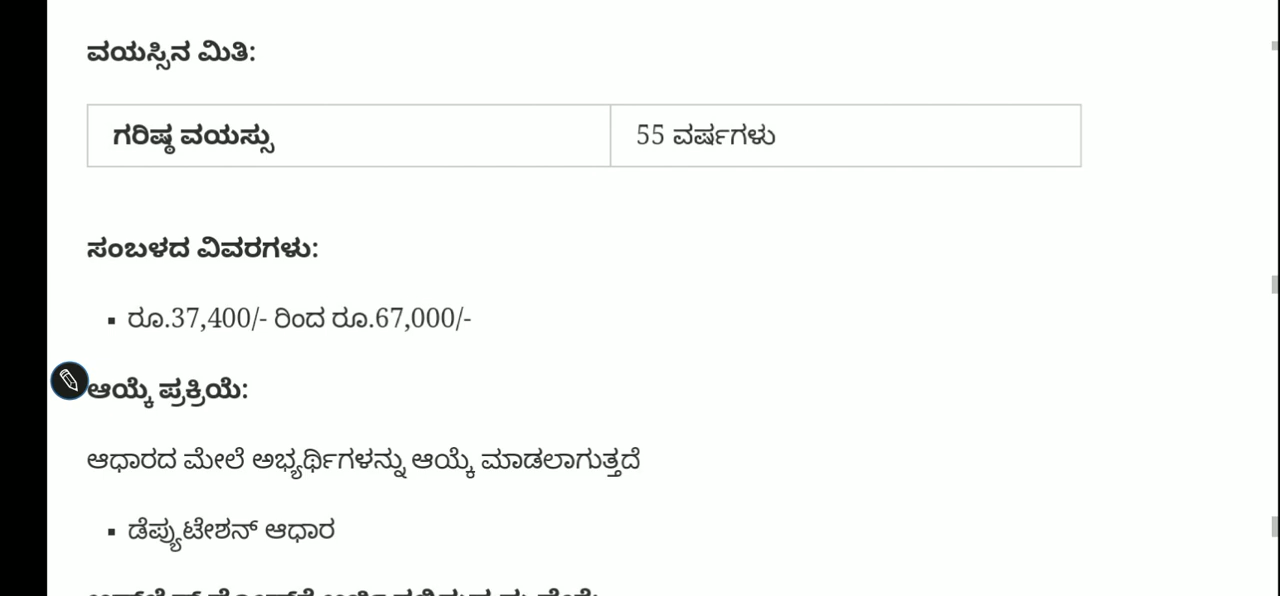 ವಯಸ್ಸಿನ ಮಿತಿ:
ಗರಿಷ್ಠ ವಯಸ್ಸು 55 ವರ್ಷಗಳು
ಸಂಬಳದ ವಿವರಗಳು:
▪ ರೂ.37,400/- ರಿಂದ ರೂ.67,000/-
ಆಯ್ಕೆ ಪ್ರಕ್ರಿಯೆ:
ಆಧಾರದ ಮೇಲೆ ಅಭ್ಯರ್ಥಿಗಳನ್ನು ಆಯ್ಕೆ ಮಾಡಲಾಗುತ್ತದೆ
▪ ಡೆಪ್ಯುಟೇಶನ್ ಆಧಾರ